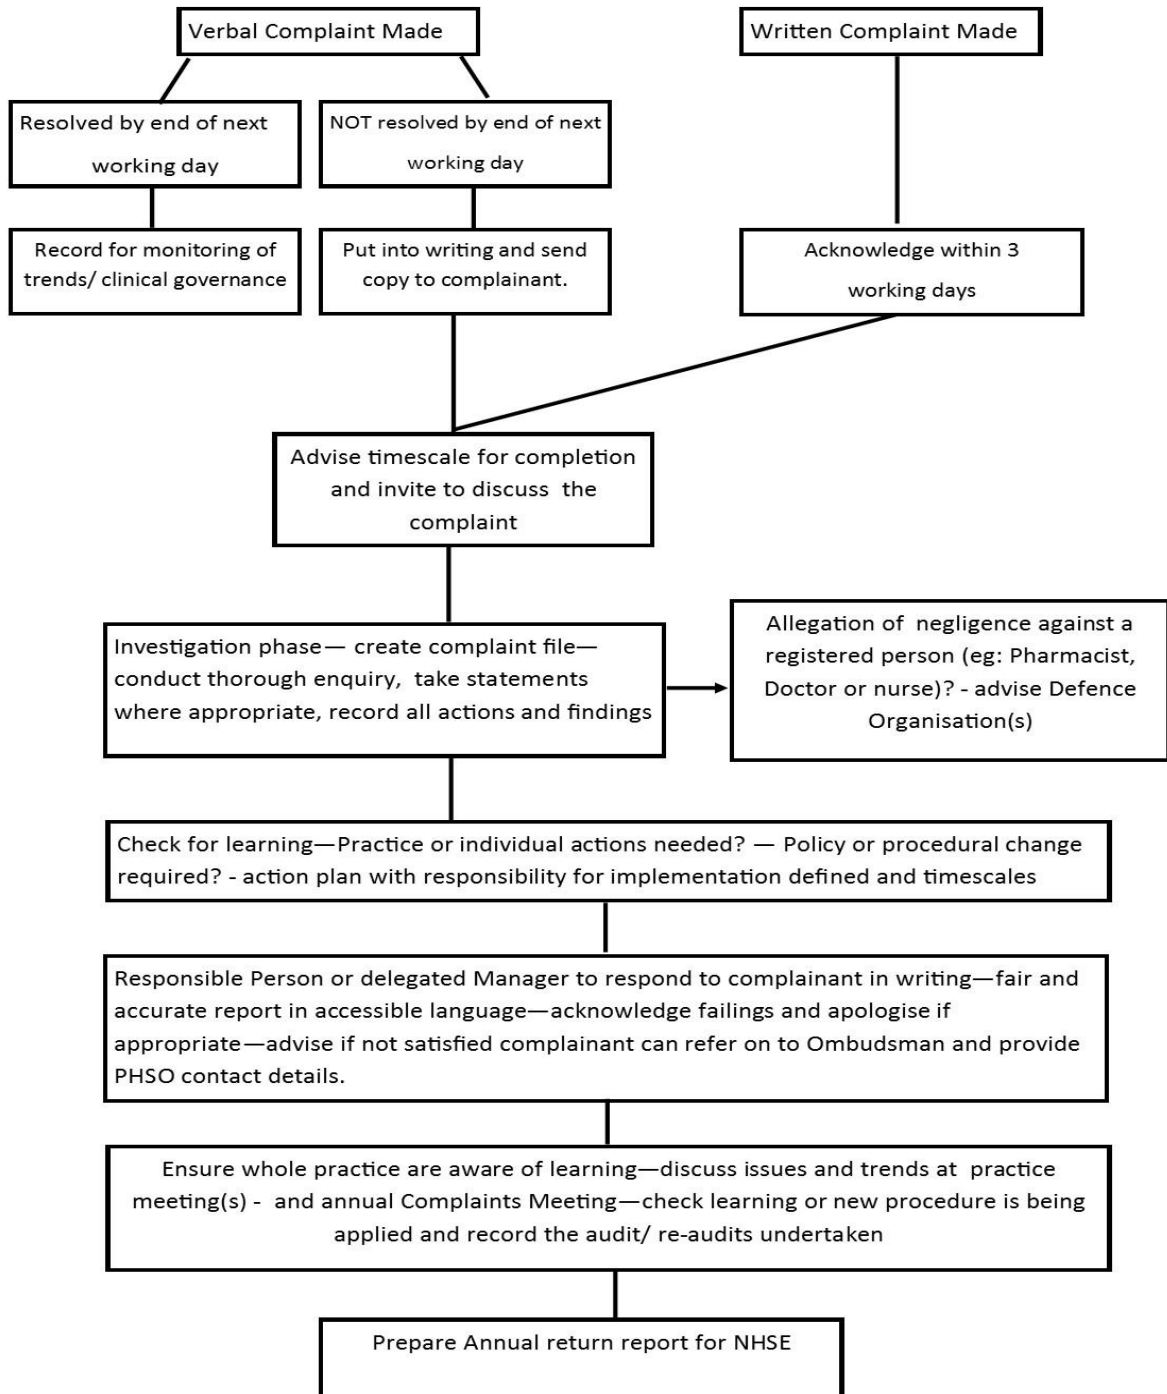 Verbal Complaint Made
Written Complaint Made
Resolved by end of next
working day
NOT resolved by end of next
working day
Record for monitoring of
trends/ clinical governance
Put into writing and send
copy to complainant.
Acknowledge within 3
working days
Advise timescale for completion
and invite to discuss the
complaint
Investigation phase— create complaint file—
conduct thorough enquiry, take statements
where appropriate, record all actions and findings
Allegation of negligence against a
registered person (eg: Pharmacist,
Doctor or nurse)? - advise Defence
Organisation(s)
Check for learning—Practice or individual actions needed? — Policy or procedural change
required? - action plan with responsibility for implementation defined and timescales
Responsible Person or delegated Manager to respond to complainant in writing—fair and
accurate report in accessible language—acknowledge failings and apologise if
appropriate—advise if not satisfied complainant can refer on to Ombudsman and provide
PHSO contact details.
Ensure whole practice are aware of learning—discuss issues and trends at practice
meeting(s) - and annual Complaints Meeting—check learning or new procedure is being
applied and record the audit/ re-audits undertaken
Prepare Annual return report for NHSE